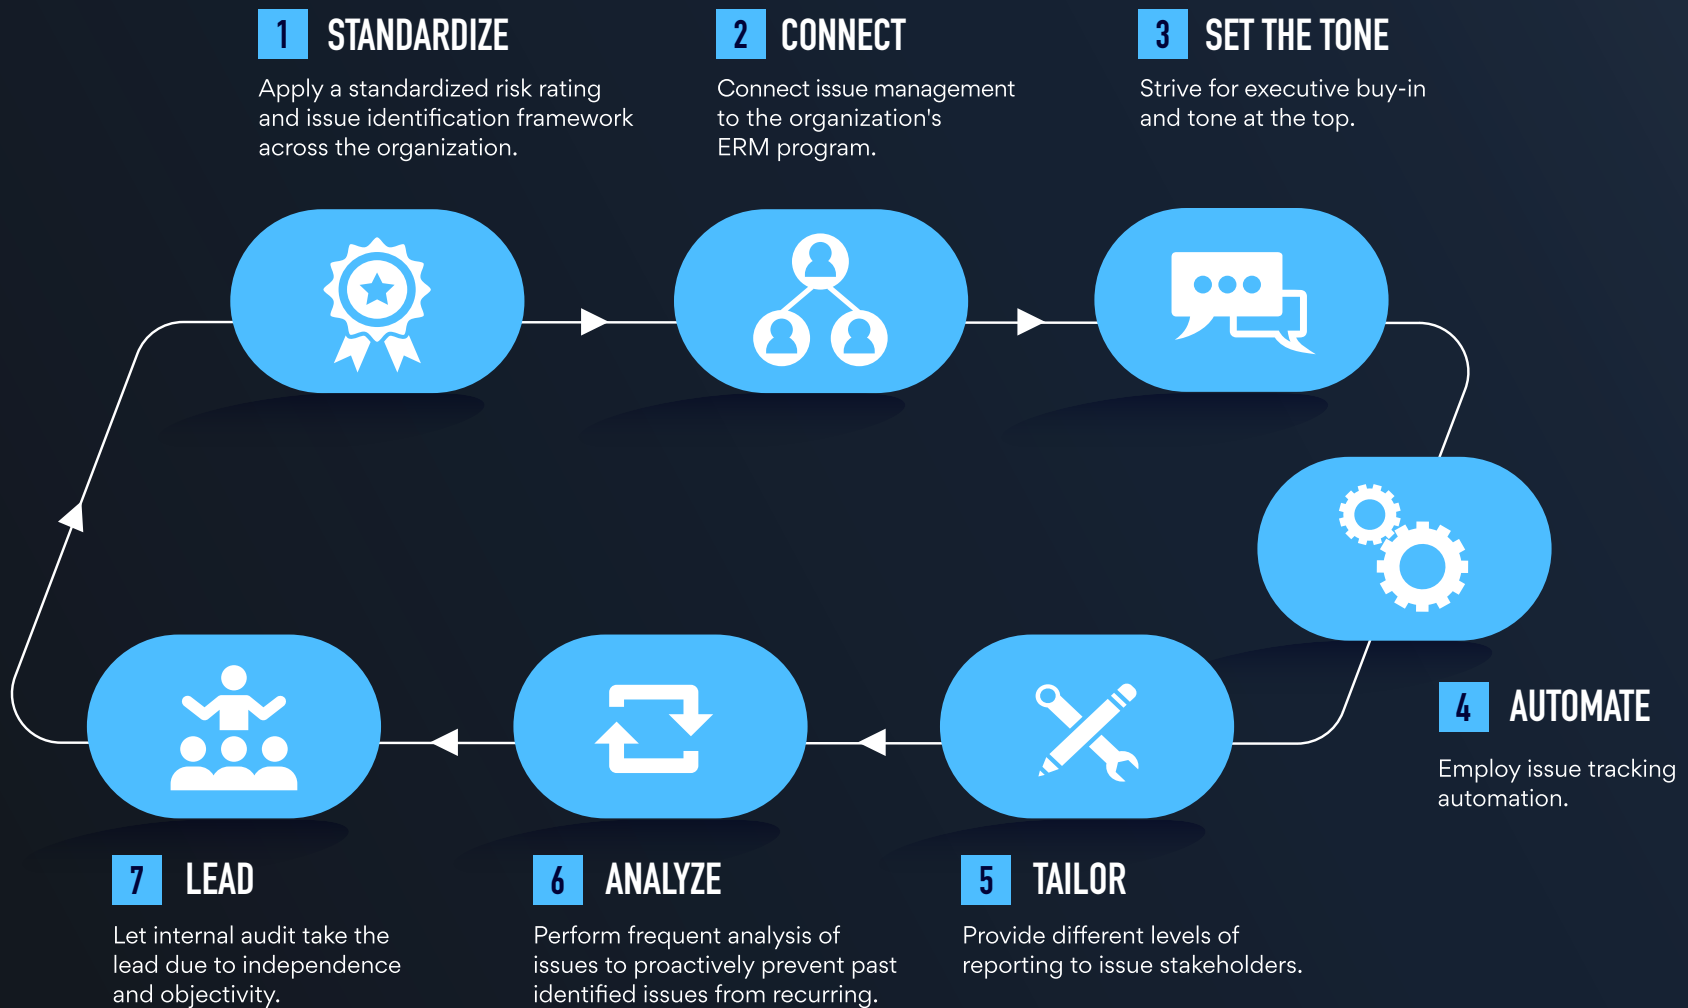 1 STANDARDIZE
Apply a standardized risk rating
and issue identification framework
across the organization.
2 CONNECT
Connect issue management
to the organization's
ERM program.
3 SET THE TONE
Strive for executive buy-in
and tone at the top.
4 AUTOMATE
Employ issue tracking
automation.
5 TAILOR
Provide different levels of
reporting to issue stakeholders.
6 ANALYZE
Perform frequent analysis of
issues to proactively prevent past
identified issues from recurring.
7 LEAD
Let internal audit take the
lead due to independence
and objectivity.